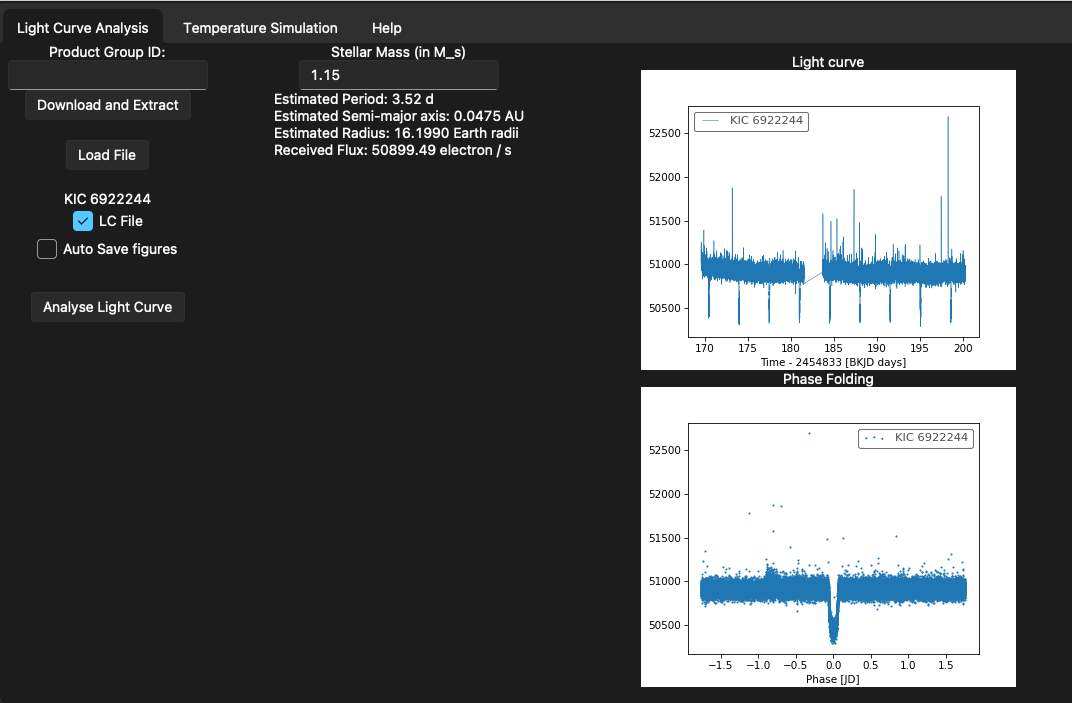 Light Curve Analysis Temperature Simulation Help
Product Group ID:
Download and Extract
Load File
KIC 6922244
LC File
Auto Save figures
Analyse Light Curve
Stellar Mass (in M_s)
1.15
Estimated Period: 3.52 d
Estimated Semi-major axis: 0.0475 AU
Estimated Radius: 16.1990 Earth radii
Received Flux: 50899.49 electron / s
Light curve
KIC 6922244
52500
52000
51500
51000
50500
170 175 180 185 190 195 200
Time - 2454833 [BKJD days]
Phase Folding
KIC 6922244
52500
52000
51500
51000
50500
−1.5 −1.0 −0.5 0.0 0.5 1.0 1.5
Phase [JD]